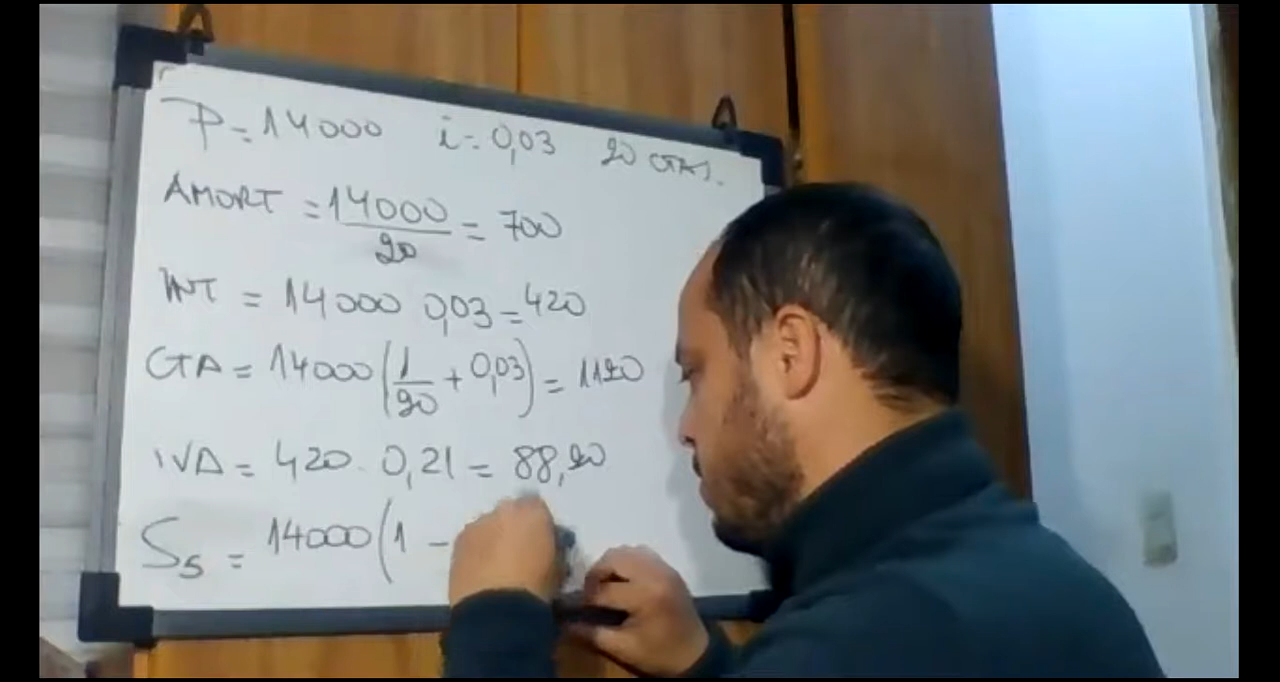 P = 14000 i = 0,03 20 CTAS.
AMORT = 14000/20 = 700
INT = 14000 0,03 = 420
CTA = 14000 (1/20 + 0,03) = 1120
IVA = 420 . 0,21 = 88,20
S5 = 14000 (1 -